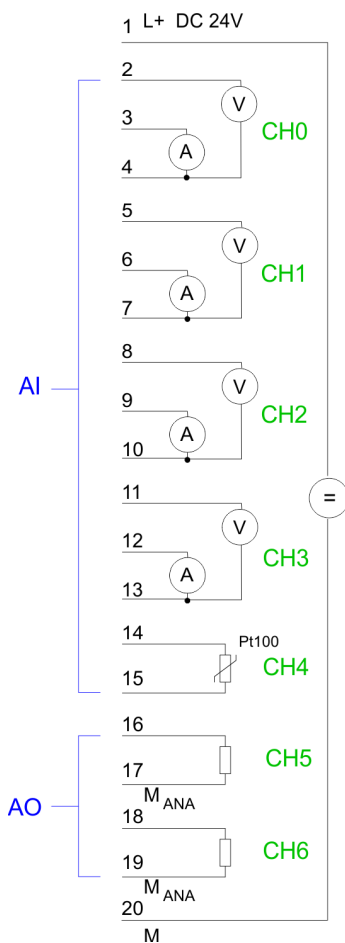 1 L+ DC 24V
2
V
3 CH0
A
4
5
V
6 CH1
A
7
8
V
AI
9 CH2
A
10
11
=
V
12 CH3
A
13
14 Pt100
CH4
15
16
CH5
17
AO
M ANA
18
CH6
19
M ANA
20
M